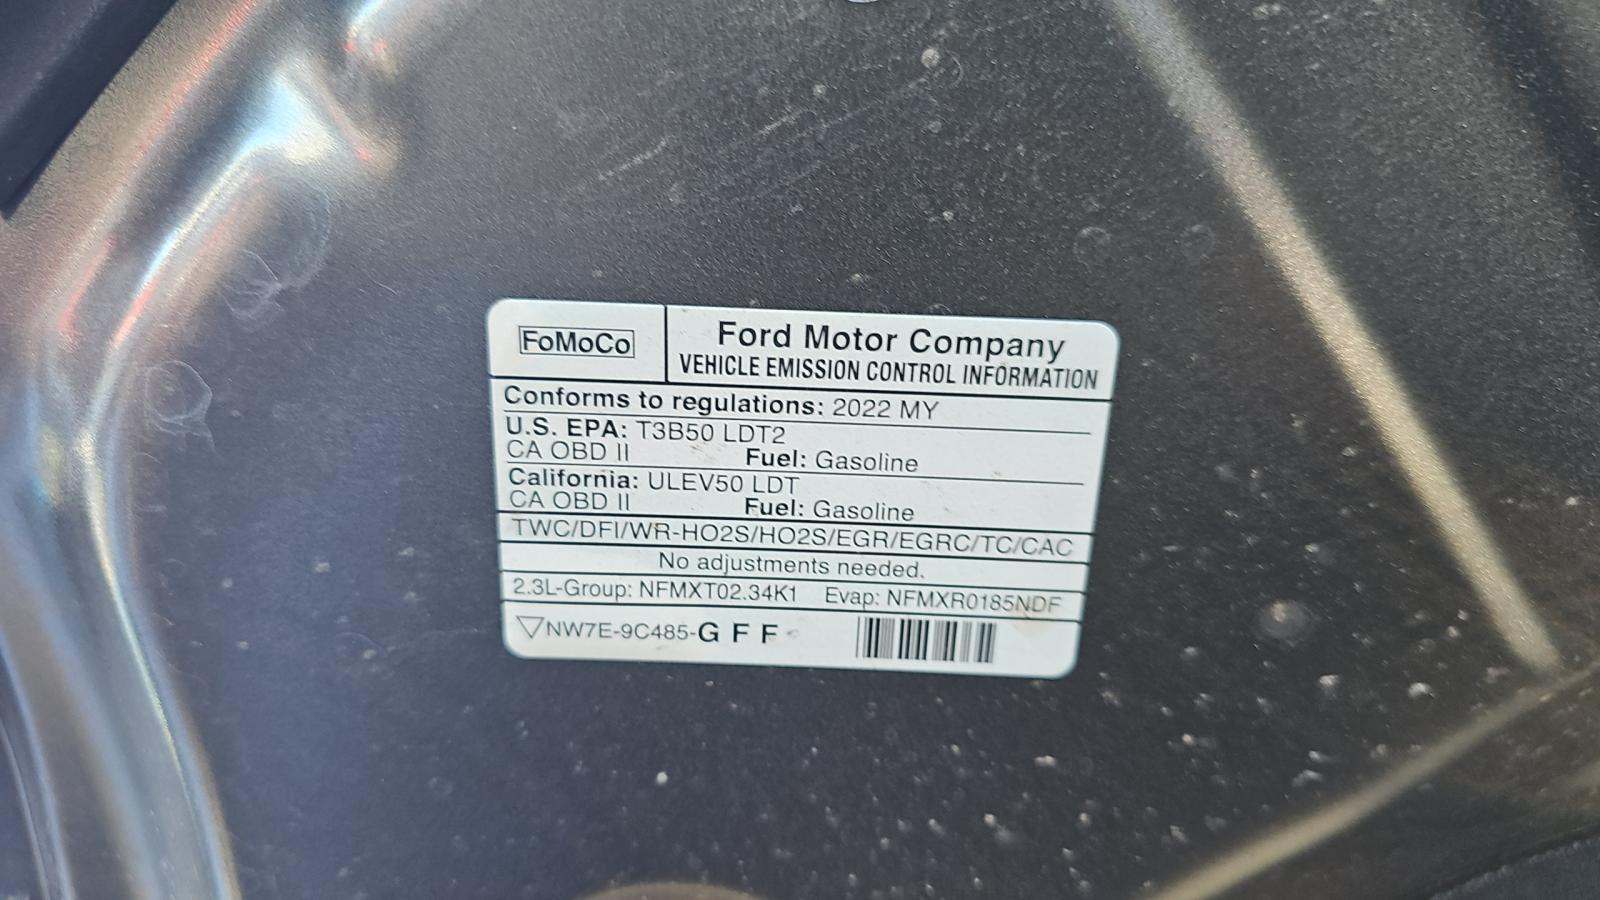 FoMoCo
Ford Motor Company
VEHICLE EMISSION CONTROL INFORMATION
Conforms to regulations: 2022 MY
U.S. EPA: T3B50 LDT2
CA OBD II Fuel: Gasoline
California: ULEV50 LDT
CA OBD II Fuel: Gasoline
TWC/DFI/WR-HO2S/HO2S/EGR/EGRC/TC/CAC
No adjustments needed.
2.3L-Group: NFMXT02.34K1 Evap: NFMXR0185NDF
NW7E-9C485-G F F